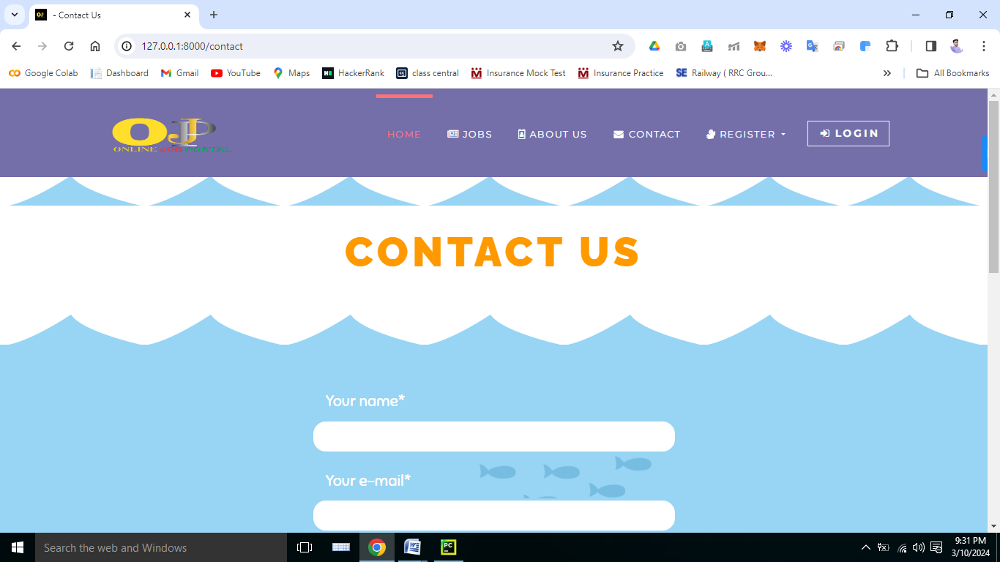 - Contact Us
127.0.0.1:8000/contact
Google Colab Dashboard Gmail YouTube Maps HackerRank class central Insurance Mock Test Insurance Practice Railway ( RRC Grou... All Bookmarks
OJP
ONLINE JOB PORTAL
HOME JOBS ABOUT US CONTACT REGISTER LOGIN
CONTACT US
Your name*
Your e-mail*
Search the web and Windows
9:31 PM
3/10/2024